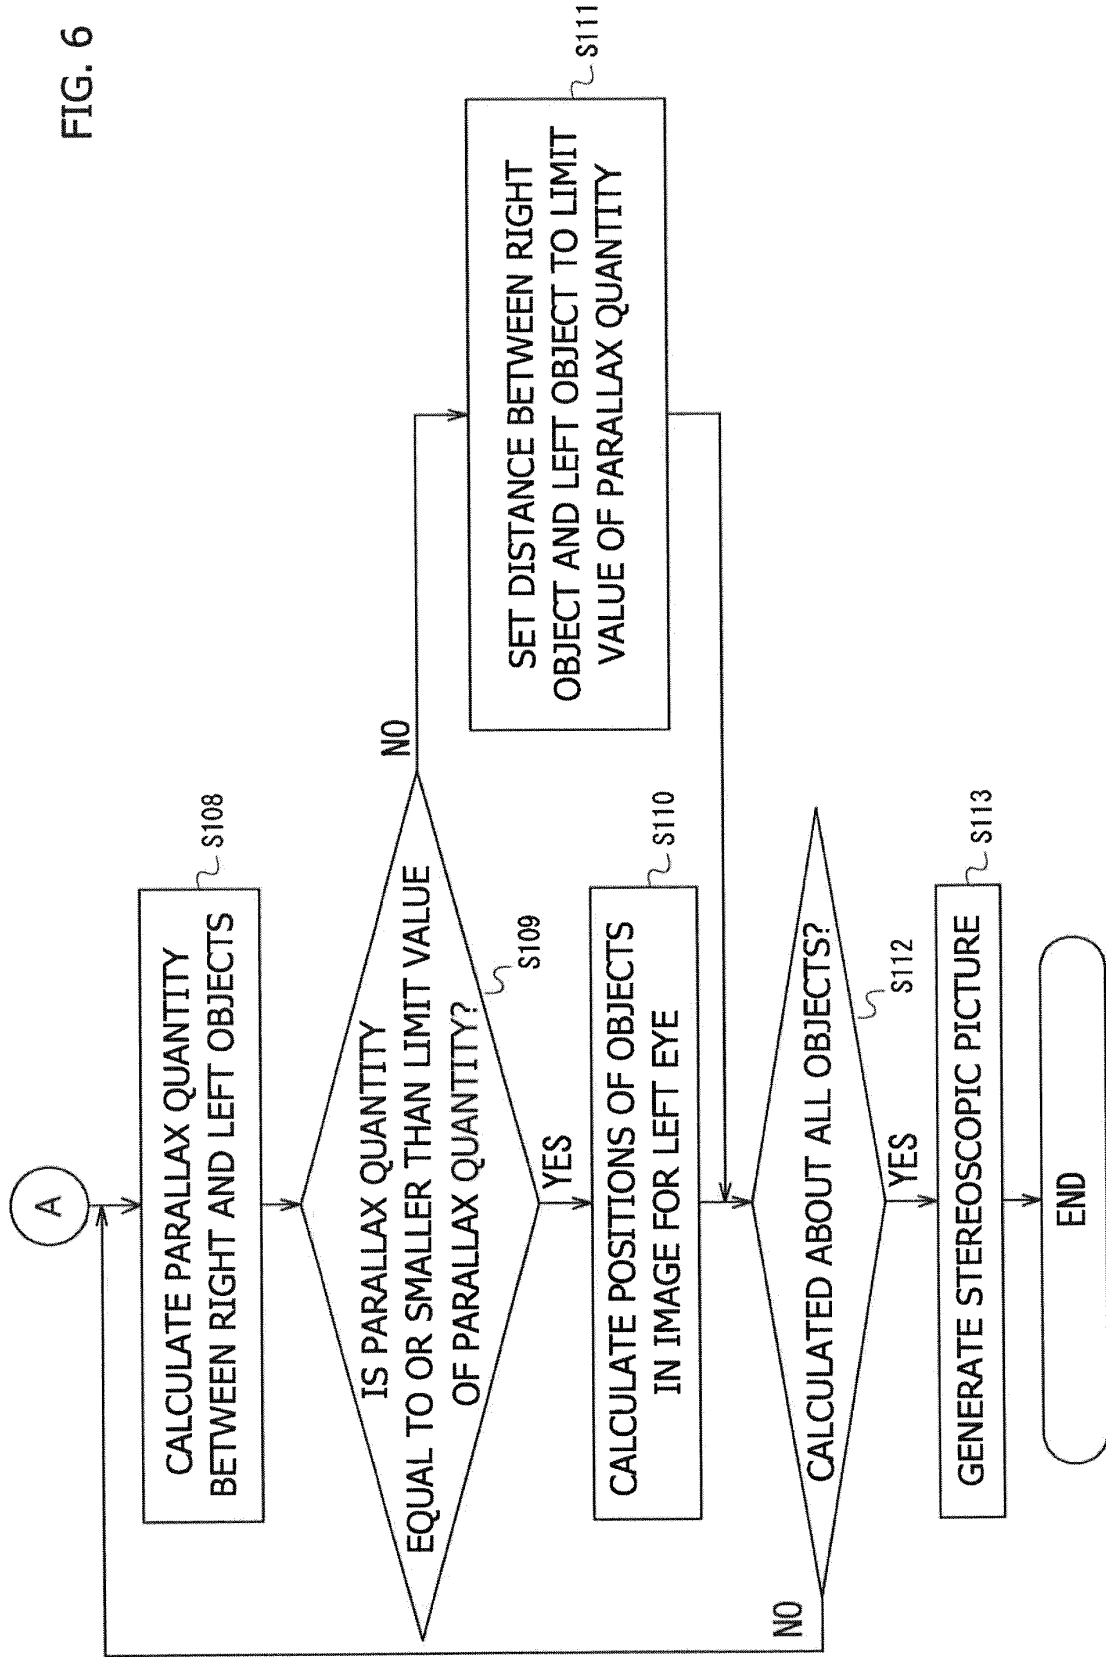 FIG. 6
A
CALCULATE PARALLAX QUANTITY
BETWEEN RIGHT AND LEFT OBJECTS
S108
IS PARALLAX QUANTITY
EQUAL TO OR SMALLER THAN LIMIT VALUE
OF PARALLAX QUANTITY?
S109
NO
YES
SET DISTANCE BETWEEN RIGHT
OBJECT AND LEFT OBJECT TO LIMIT
VALUE OF PARALLAX QUANTITY
S111
CALCULATE POSITIONS OF OBJECTS
IN IMAGE FOR LEFT EYE
S110
CALCULATED ABOUT ALL OBJECTS?
S112
NO
YES
GENERATE STEREOSCOPIC PICTURE
S113
END